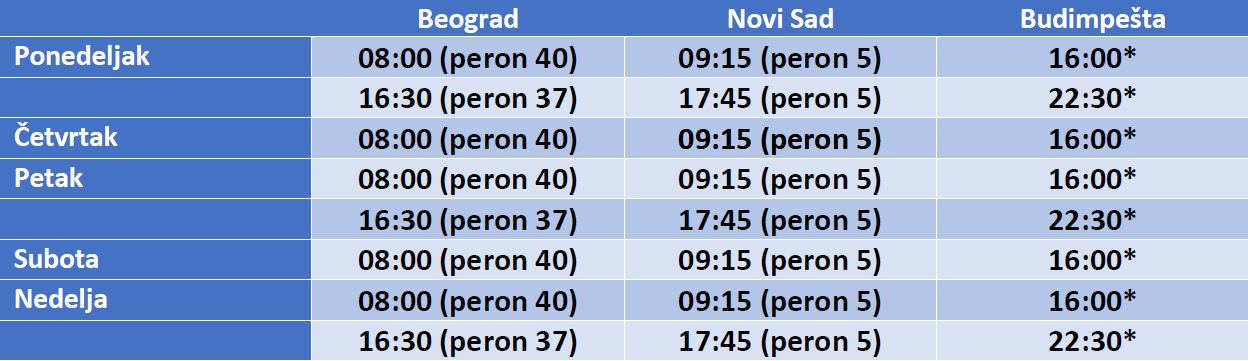 Beograd Novi Sad Budimpešta
Ponedeljak 08:00 (peron 40) 09:15 (peron 5) 16:00*
16:30 (peron 37) 17:45 (peron 5) 22:30*
Četvrtak 08:00 (peron 40) 09:15 (peron 5) 16:00*
Petak 08:00 (peron 40) 09:15 (peron 5) 16:00*
16:30 (peron 37) 17:45 (peron 5) 22:30*
Subota 08:00 (peron 40) 09:15 (peron 5) 16:00*
Nedelja 08:00 (peron 40) 09:15 (peron 5) 16:00*
16:30 (peron 37) 17:45 (peron 5) 22:30*